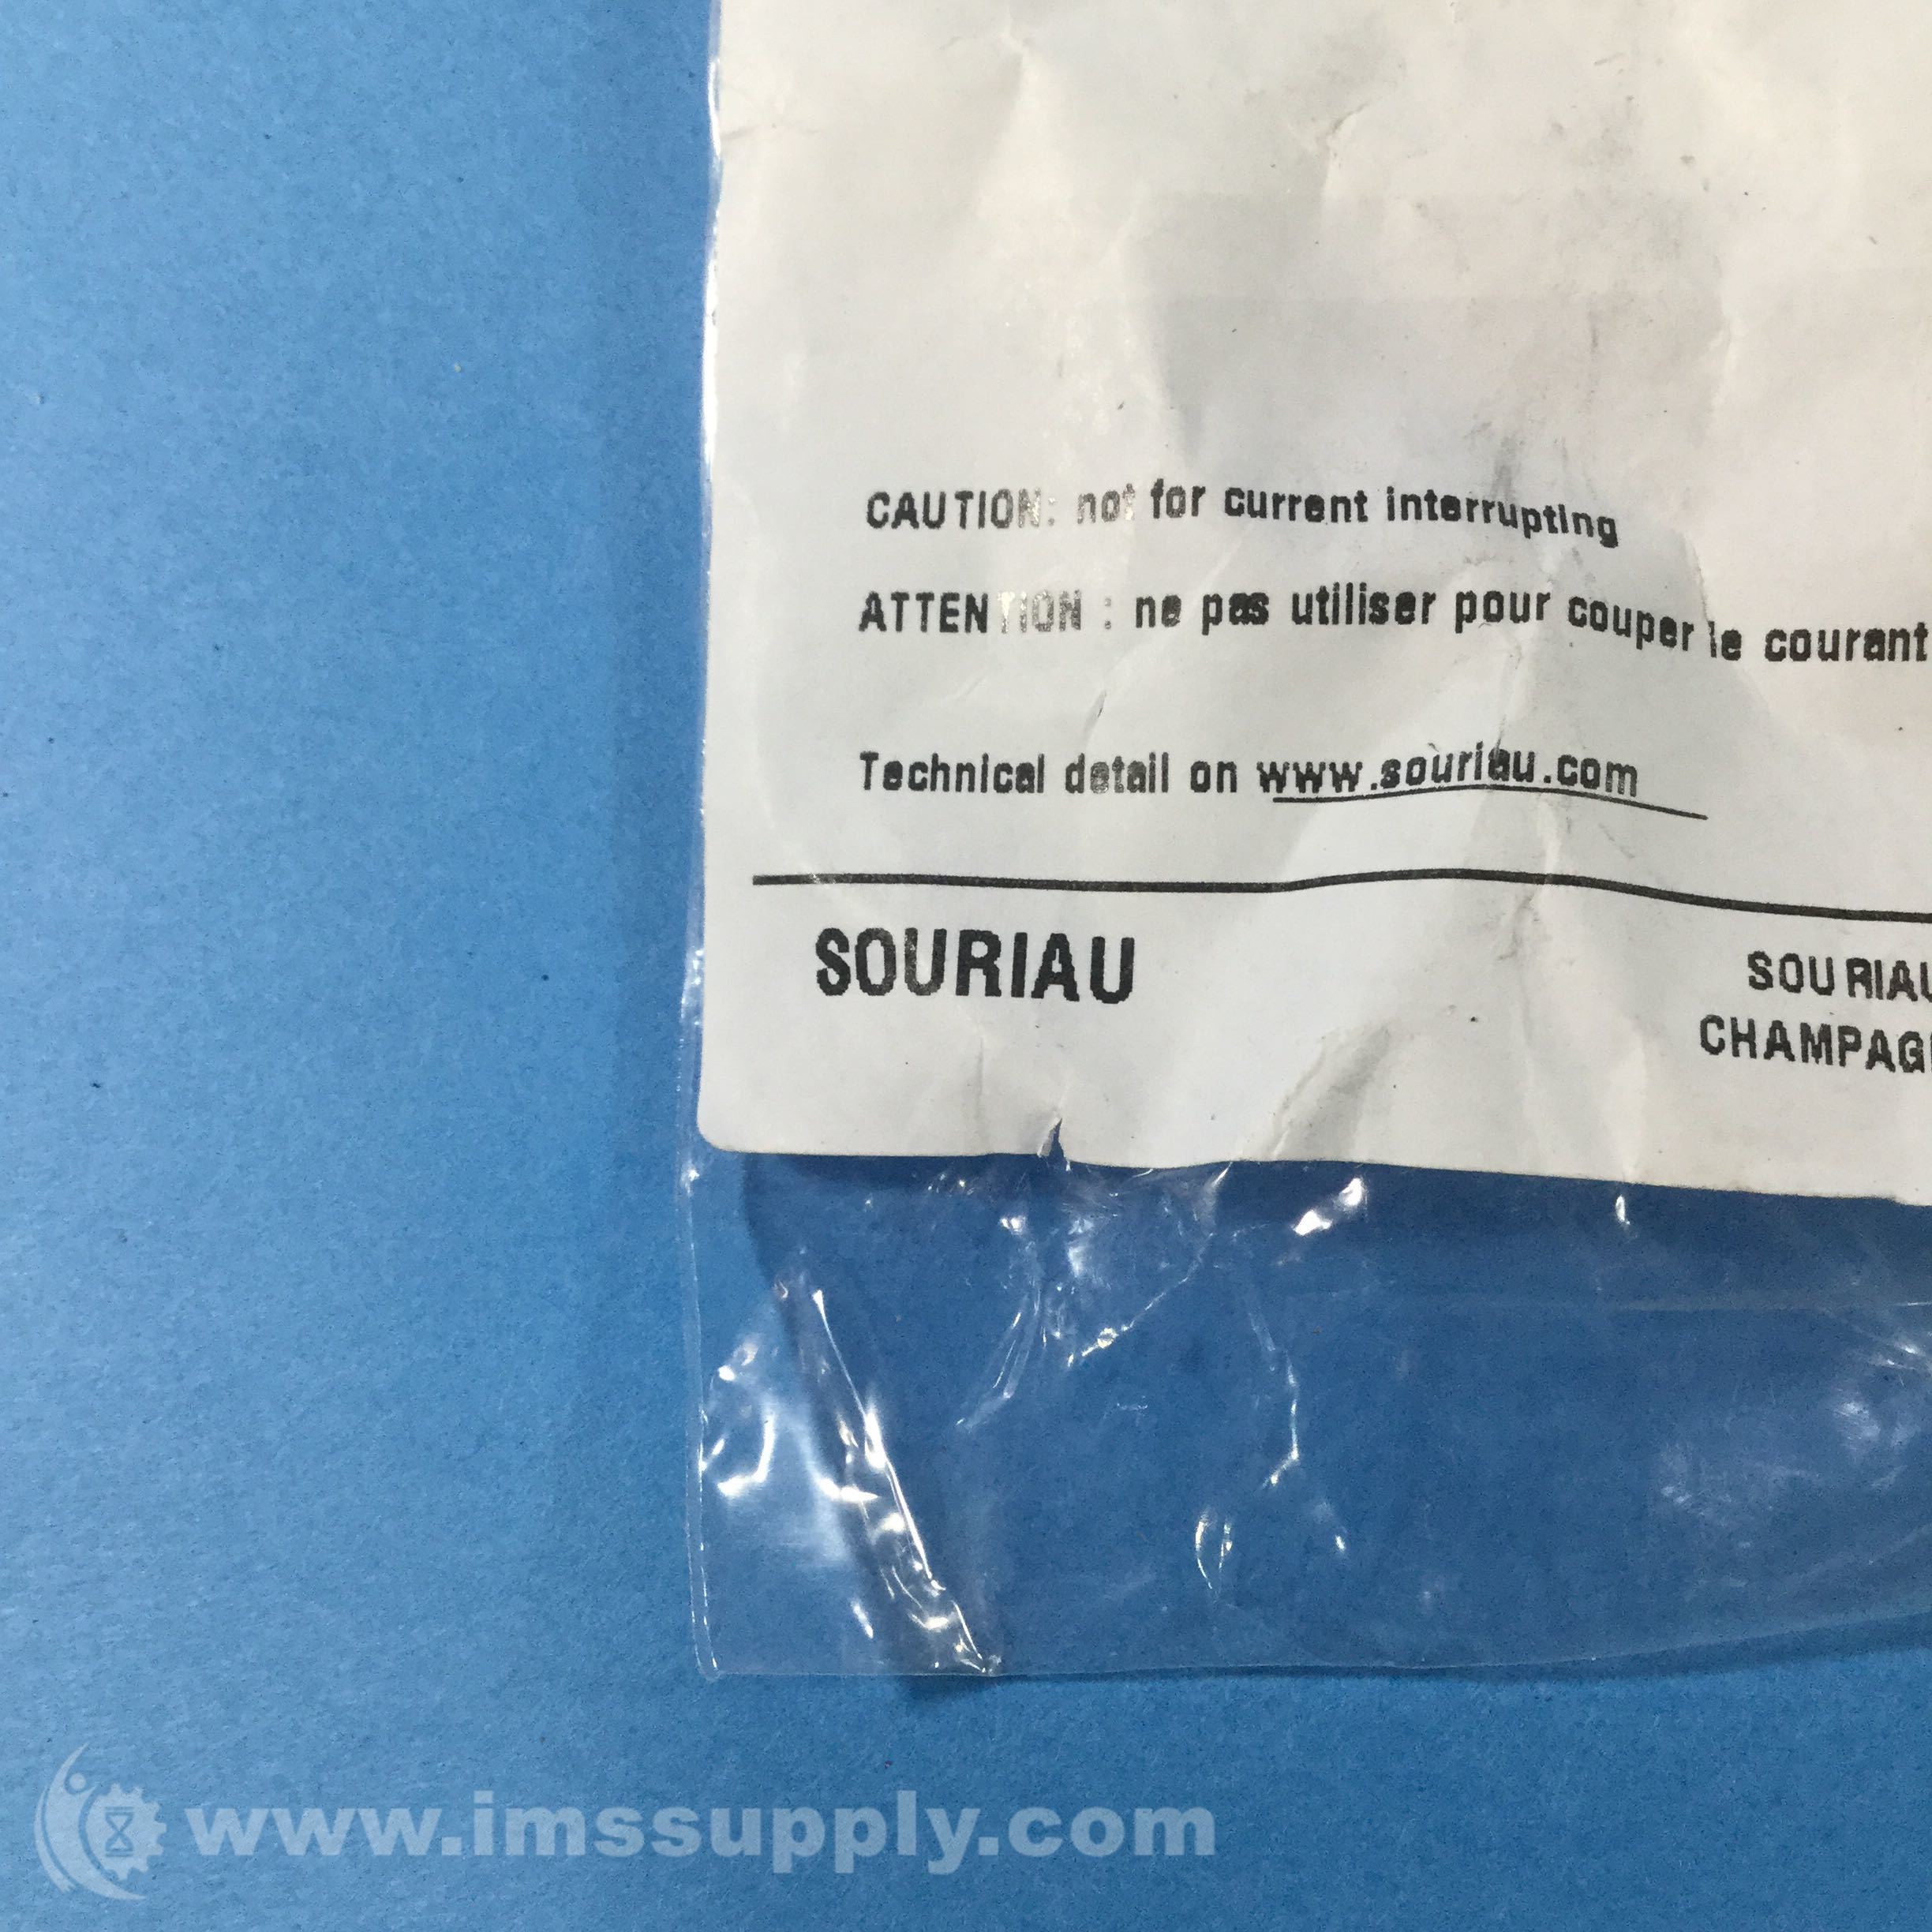 CAUTION: not for current interrupting
ATTENTION : ne pas utiliser pour couper le courant
Technical detail on www.souriau.com
SOURIAU
SOURIAU
CHAMPAG
www.imssupply.com